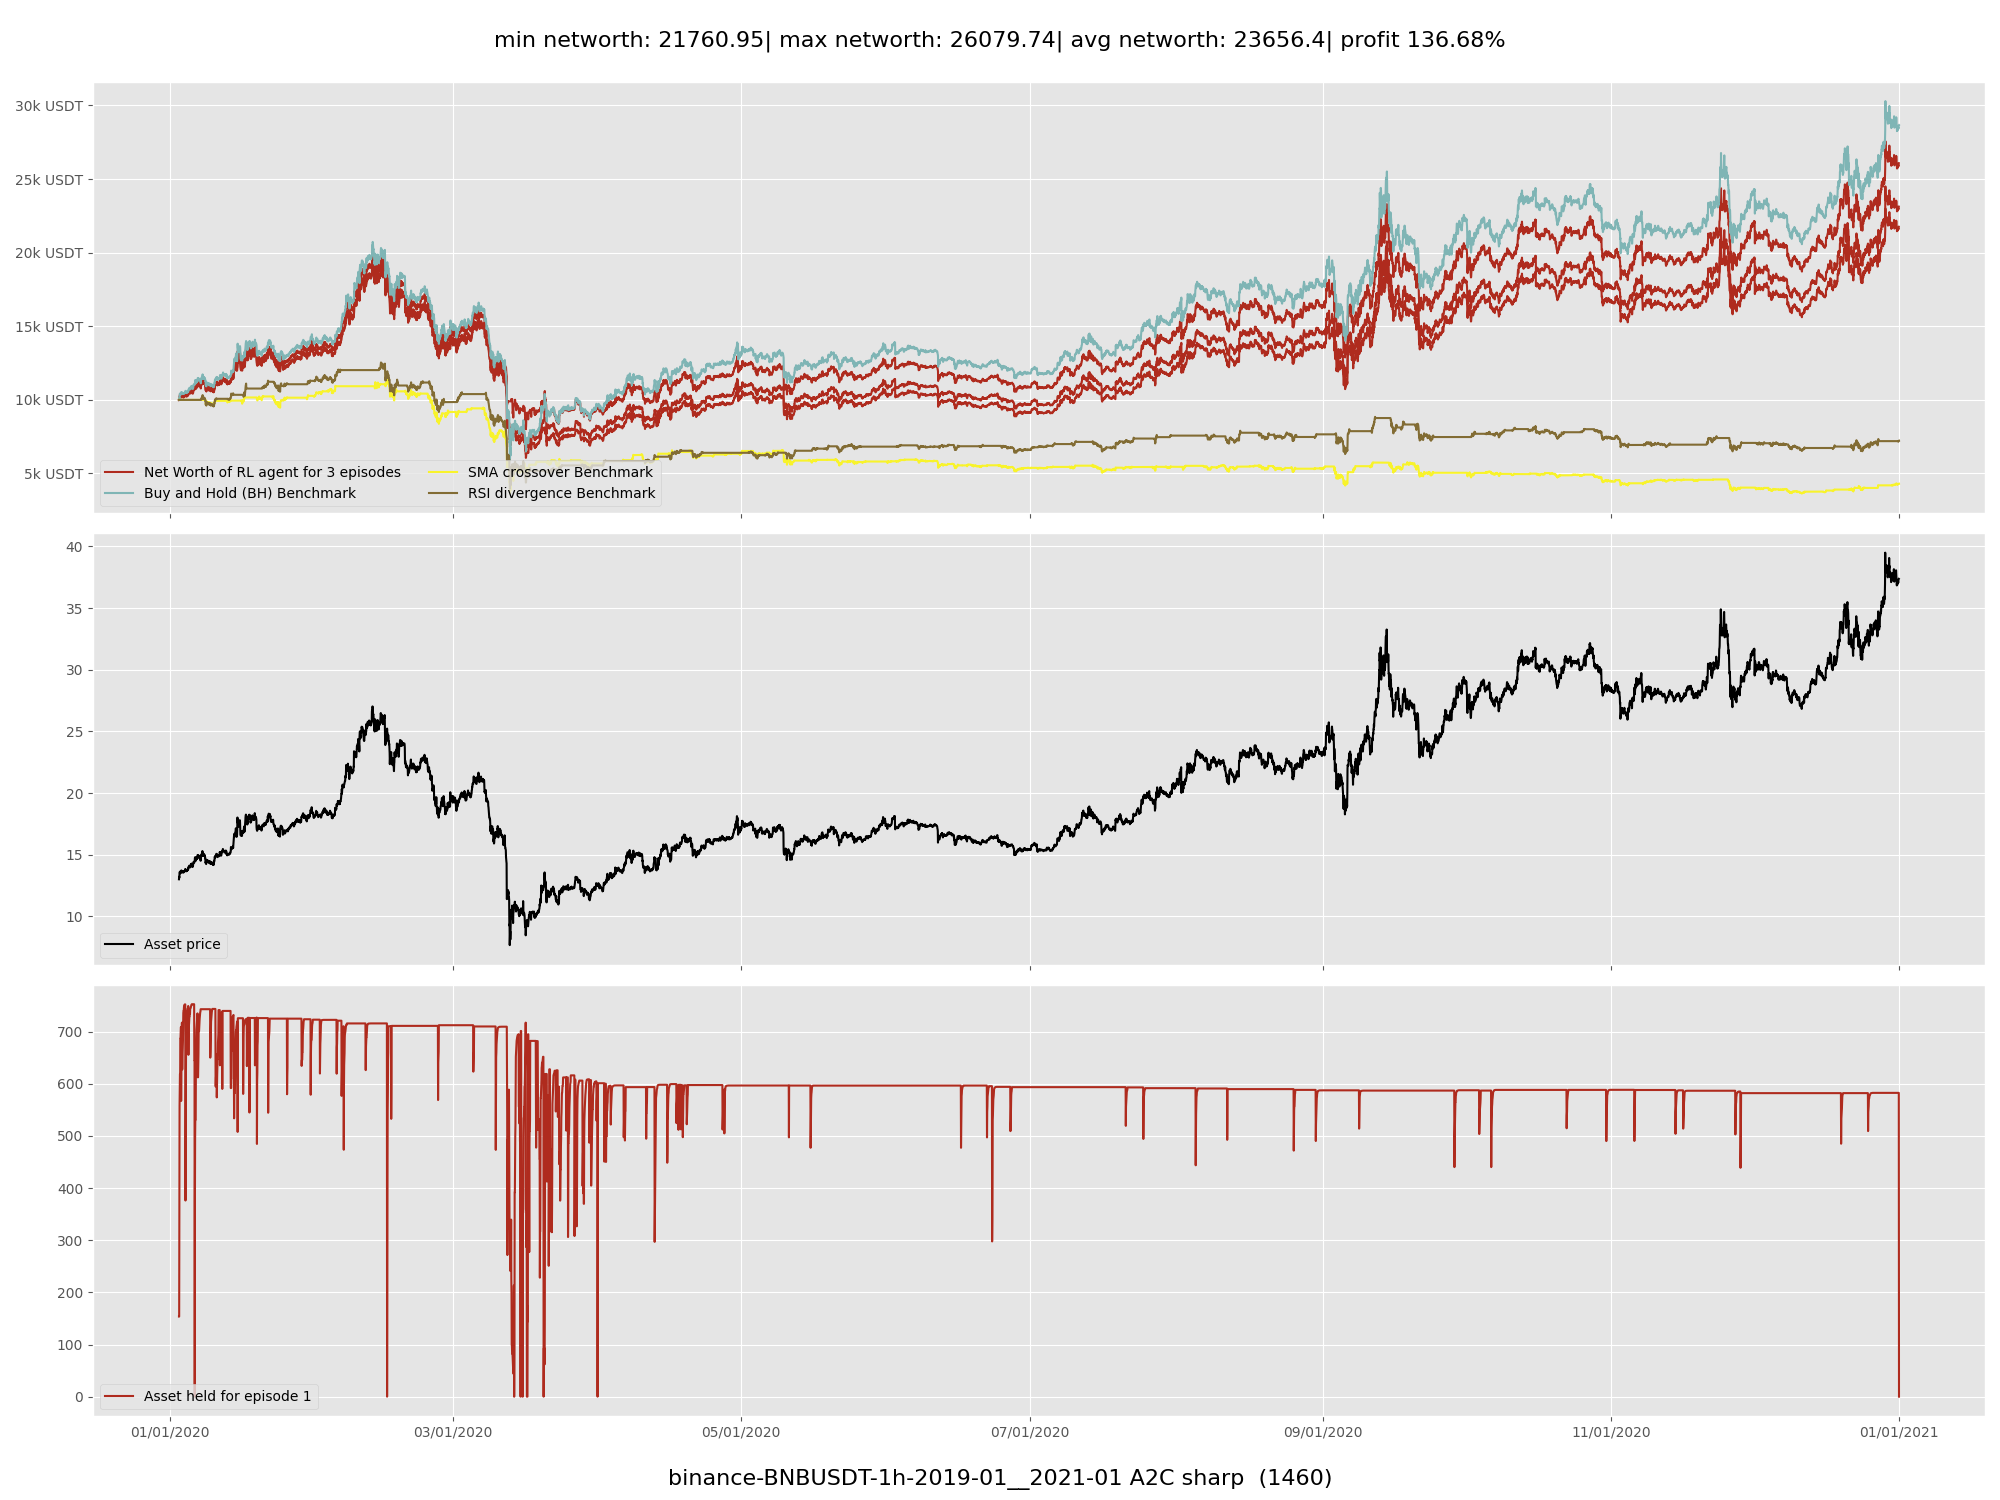 min networth: 21760.95| max networth: 26079.74| avg networth: 23656.4| profit 136.68%
30k USDT
25k USDT
20k USDT
15k USDT
10k USDT
5k USDT
Net Worth of RL agent for 3 episodes
Buy and Hold (BH) Benchmark
SMA crossover Benchmark
RSI divergence Benchmark
40
35
30
25
20
15
10
Asset price
700
600
500
400
300
200
100
0
Asset held for episode 1
01/01/2020 03/01/2020 05/01/2020 07/01/2020 09/01/2020 11/01/2020 01/01/2021
binance-BNBUSDT-1h-2019-01__2021-01 A2C sharp  (1460)